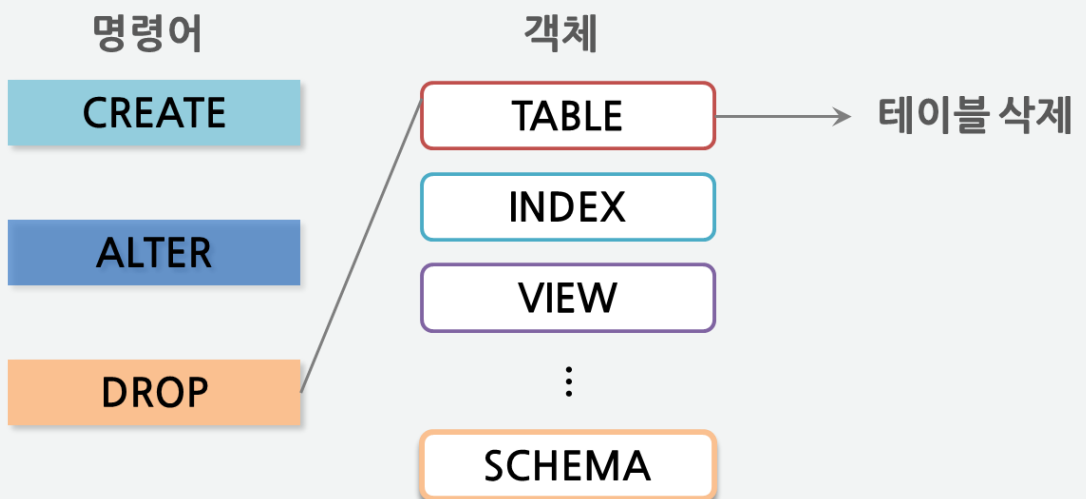 명령어
객체
CREATE
TABLE
테이블 삭제
INDEX
ALTER
VIEW
DROP
⋮
SCHEMA